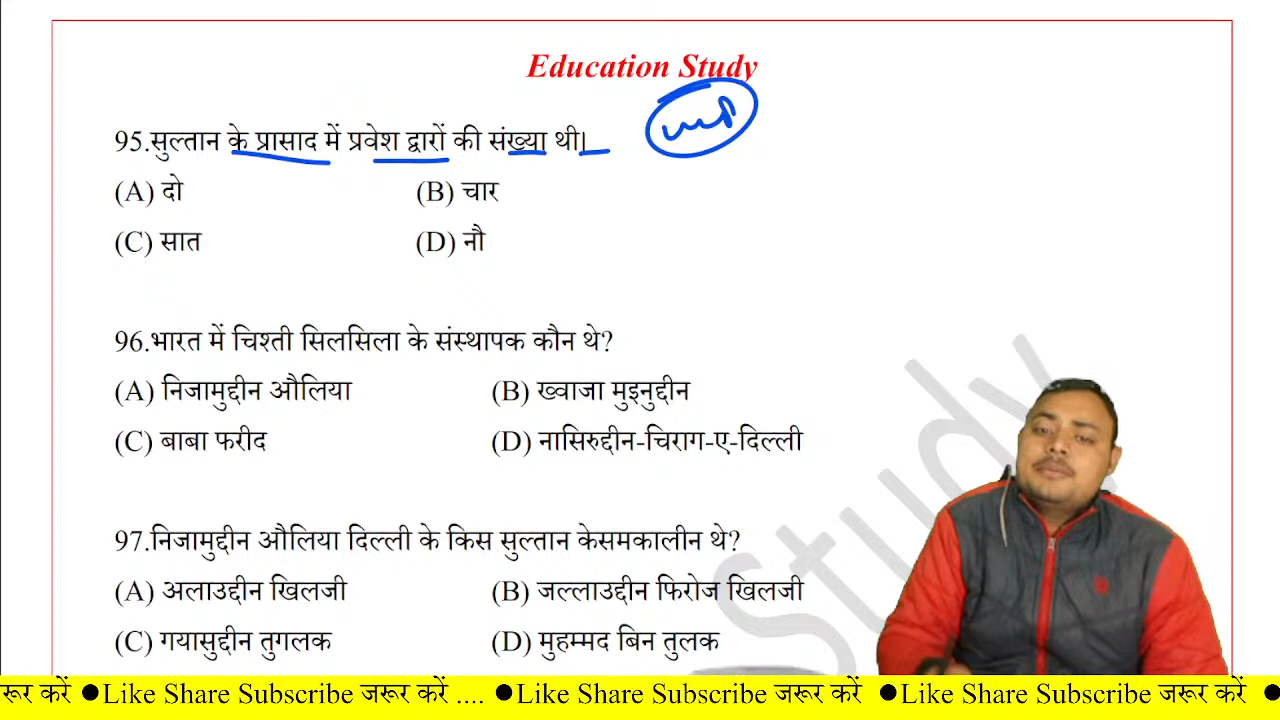 Education Study
95.सुल्तान के प्रासाद में प्रवेश द्वारों की संख्या थी।
(A) दो (B) चार
(C) सात (D) नौ
96.भारत में चिश्ती सिलसिला के संस्थापक कौन थे?
(A) निजामुद्दीन औलिया (B) ख्वाजा मुइनुद्दीन
(C) बाबा फरीद (D) नासिरुद्दीन-चिराग-ए-दिल्ली
97.निजामुद्दीन औलिया दिल्ली के किस सुल्तान केसमकालीन थे?
(A) अलाउद्दीन खिलजी (B) जल्लाउद्दीन फिरोज खिलजी
(C) गयासुद्दीन तुगलक (D) मुहम्मद बिन तुलक
Study
जरूर करें ●Like Share Subscribe जरूर करें .... ●Like Share Subscribe जरूर करें ●Like Share Subscribe जरूर करें ●